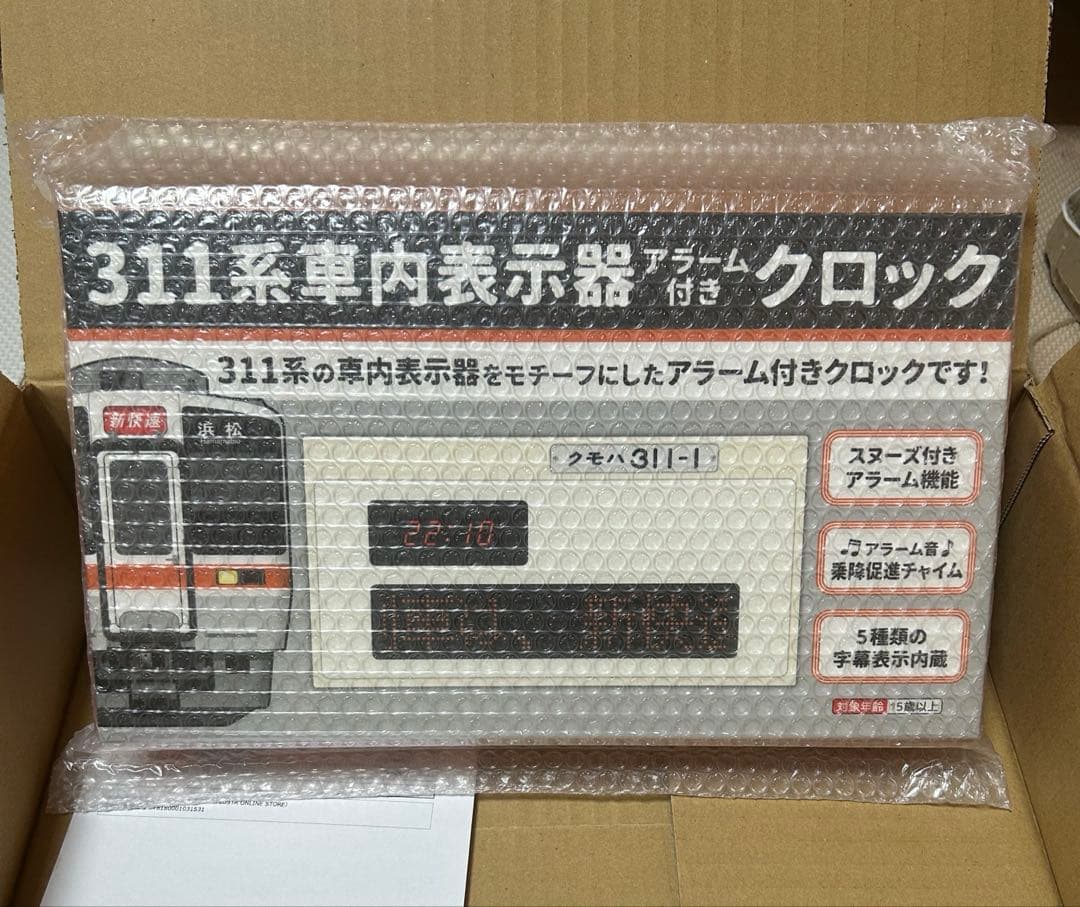 311系車内表示器アラーム付きクロック
311系の車内表示器をモチーフにしたアラーム付きクロックです!
新快速
浜松
Hamamatsu
クモハ311-1
22:10
スヌーズ付き
アラーム機能
♫アラーム音♪
乗降促進チャイム
5種類の
字幕表示内蔵
対象年齢 15歳以上
ONLINE STORE)